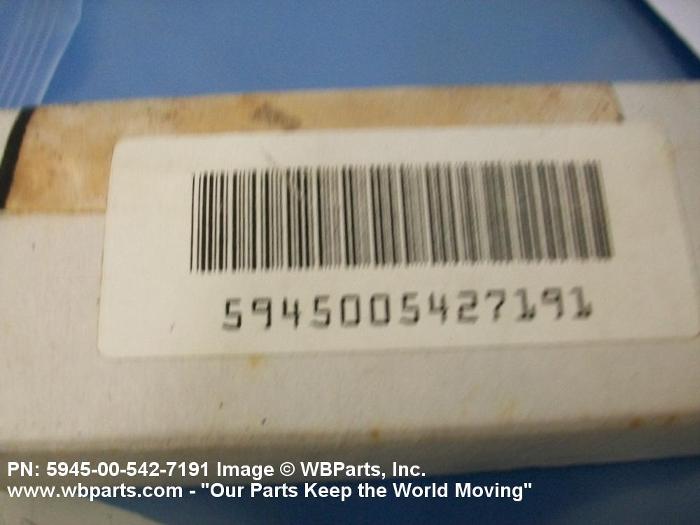 5945005427191
PN: 5945-00-542-7191 Image © WBParts, Inc.
www.wbparts.com - "Our Parts Keep the World Moving"